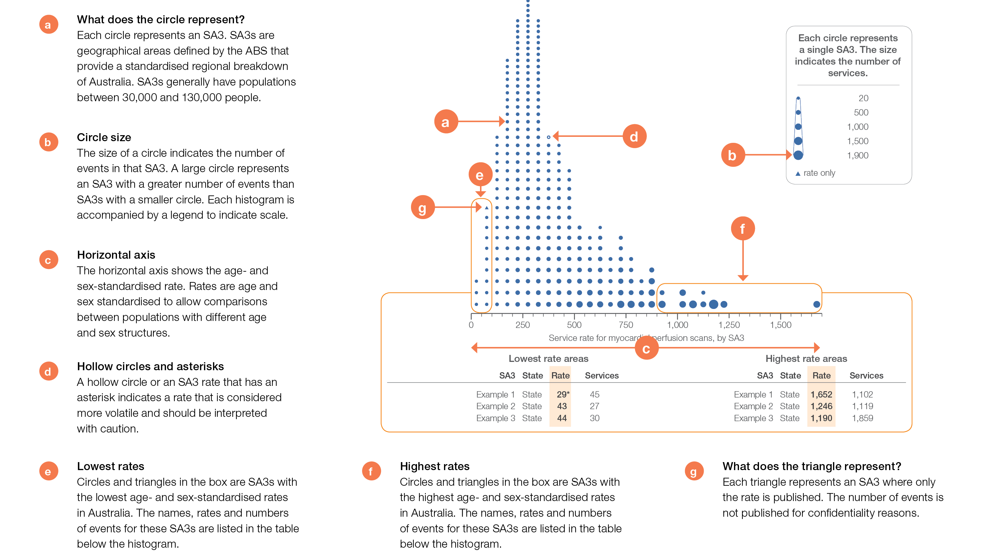 a
What does the circle represent?
Each circle represents an SA3. SA3s are
geographical areas defined by the ABS that
provide a standardised regional breakdown
of Australia. SA3s generally have populations
between 30,000 and 130,000 people.
b
Circle size
The size of a circle indicates the number of
events in that SA3. A large circle represents
an SA3 with a greater number of events than
SA3s with a smaller circle. Each histogram is
accompanied by a legend to indicate scale.
c
Horizontal axis
The horizontal axis shows the age- and
sex-standardised rate. Rates are age and
sex standardised to allow comparisons
between populations with different age
and sex structures.
d
Hollow circles and asterisks
A hollow circle or an SA3 rate that has an
asterisk indicates a rate that is considered
more volatile and should be interpreted
with caution.
a
d
e
g
b
f
Each circle represents
a single SA3. The size
indicates the number of
services.
20
500
1,000
1,500
1,900
rate only
0 250 500 750 1,000 1,250 1,500
Service rate for perfusion scans, by SA3
c
Lowest rate areas
SA3 State Rate Services
Example 1 State 29* 45
Example 2 State 43 27
Example 3 State 44 30
Highest rate areas
SA3 State Rate Services
Example 1 State 1,652 1,102
Example 2 State 1,246 1,119
Example 3 State 1,190 1,859
e
Lowest rates
Circles and triangles in the box are SA3s with
the lowest age- and sex-standardised rates
in Australia. The names, rates and numbers
of events for these SA3s are listed in the table
below the histogram.
f
Highest rates
Circles and triangles in the box are SA3s with
the highest age- and sex-standardised rates
in Australia. The names, rates and numbers
of events for these SA3s are listed in the table
below the histogram.
g
What does the triangle represent?
Each triangle represents an SA3 where only
the rate is published. The number of events is
not published for confidentiality reasons.